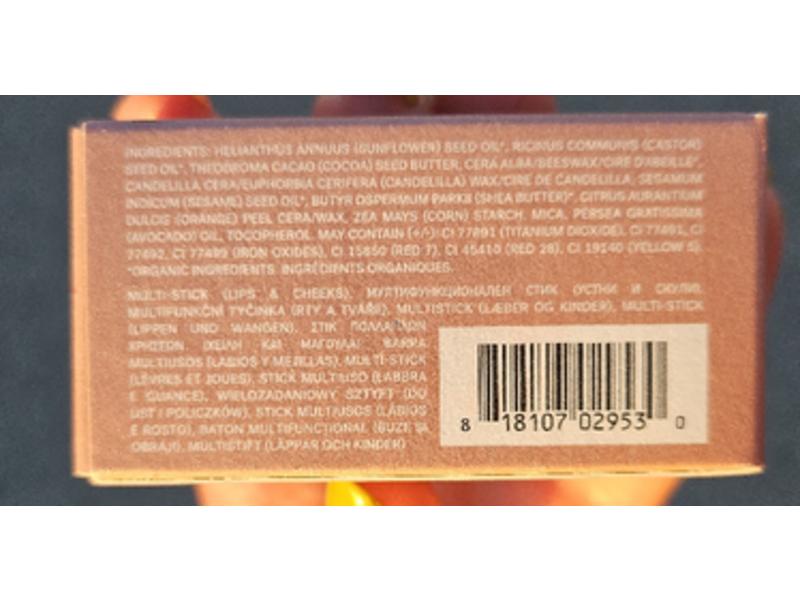 INGREDIENTS: HELIANTHUS ANNUUS (SUNFLOWER) SEED OIL*, RICINUS COMMUNIS (CASTOR)
SEED OIL*, THEOBROMA CACAO (COCOA) SEED BUTTER, CERA ALBA/BEESWAX/CIRE D'ABEILLE*,
CANDELILLA CERA/EUPHORBIA CERIFERA (CANDELILLA) WAX/CIRE DE CANDELILLA, SESAMUM
INDICUM (SESAME) SEED OIL*, BUTYROSPERMUM PARKII (SHEA BUTTER)*, CITRUS AURANTIUM
DULCIS (ORANGE) PEEL CERA/WAX, ZEA MAYS (CORN) STARCH, MICA, PERSEA GRATISSIMA
(AVOCADO) OIL, TOCOPHEROL. MAY CONTAIN (+/-): CI 77891 (TITANIUM DIOXIDE), CI 77491, CI
77492, CI 77499 (IRON OXIDES), CI 15850 (RED 7), CI 45410 (RED 28), CI 19140 (YELLOW 5).
*ORGANIC INGREDIENTS. INGRÉDIENTS ORGANIQUES.
MULTI-STICK (LIPS & CHEEKS), МУЛТИФУНКЦИОНАЛЕН СТИК (УСТНИ И СКУЛИ),
MULTIFUNKČNÍ TYČINKA (RTY A TVÁŘE), MULTISTICK (LÆBER OG KINDER), MULTI-STICK
(LIPPEN UND WANGEN), ΣΤΙΚ ΠΟΛΛΑΠΛΩΝ
ΧΡΗΣΤΩΝ (ΧΕΙΛΗ ΚΑΙ ΜΑΓΟΥΛΑ) BARRA
MULTIUSOS (LABIOS Y MEJILLAS), MULTI-STICK
(LÈVRES ET JOUES), STICK MULTIUSO (LABBRA
E GUANCE), WIELOZADANIOWY SZTYFT (DO
UST I POLICZKÓW), STICK MULTIUSOS (LÁBIOS
E ROSTO), BATON MULTIFUNCTIONAL (BUZE ȘI
OBRAJI), MULTISTIFT (LÄPPAR OCH KINDER)
8 18107 02953 0